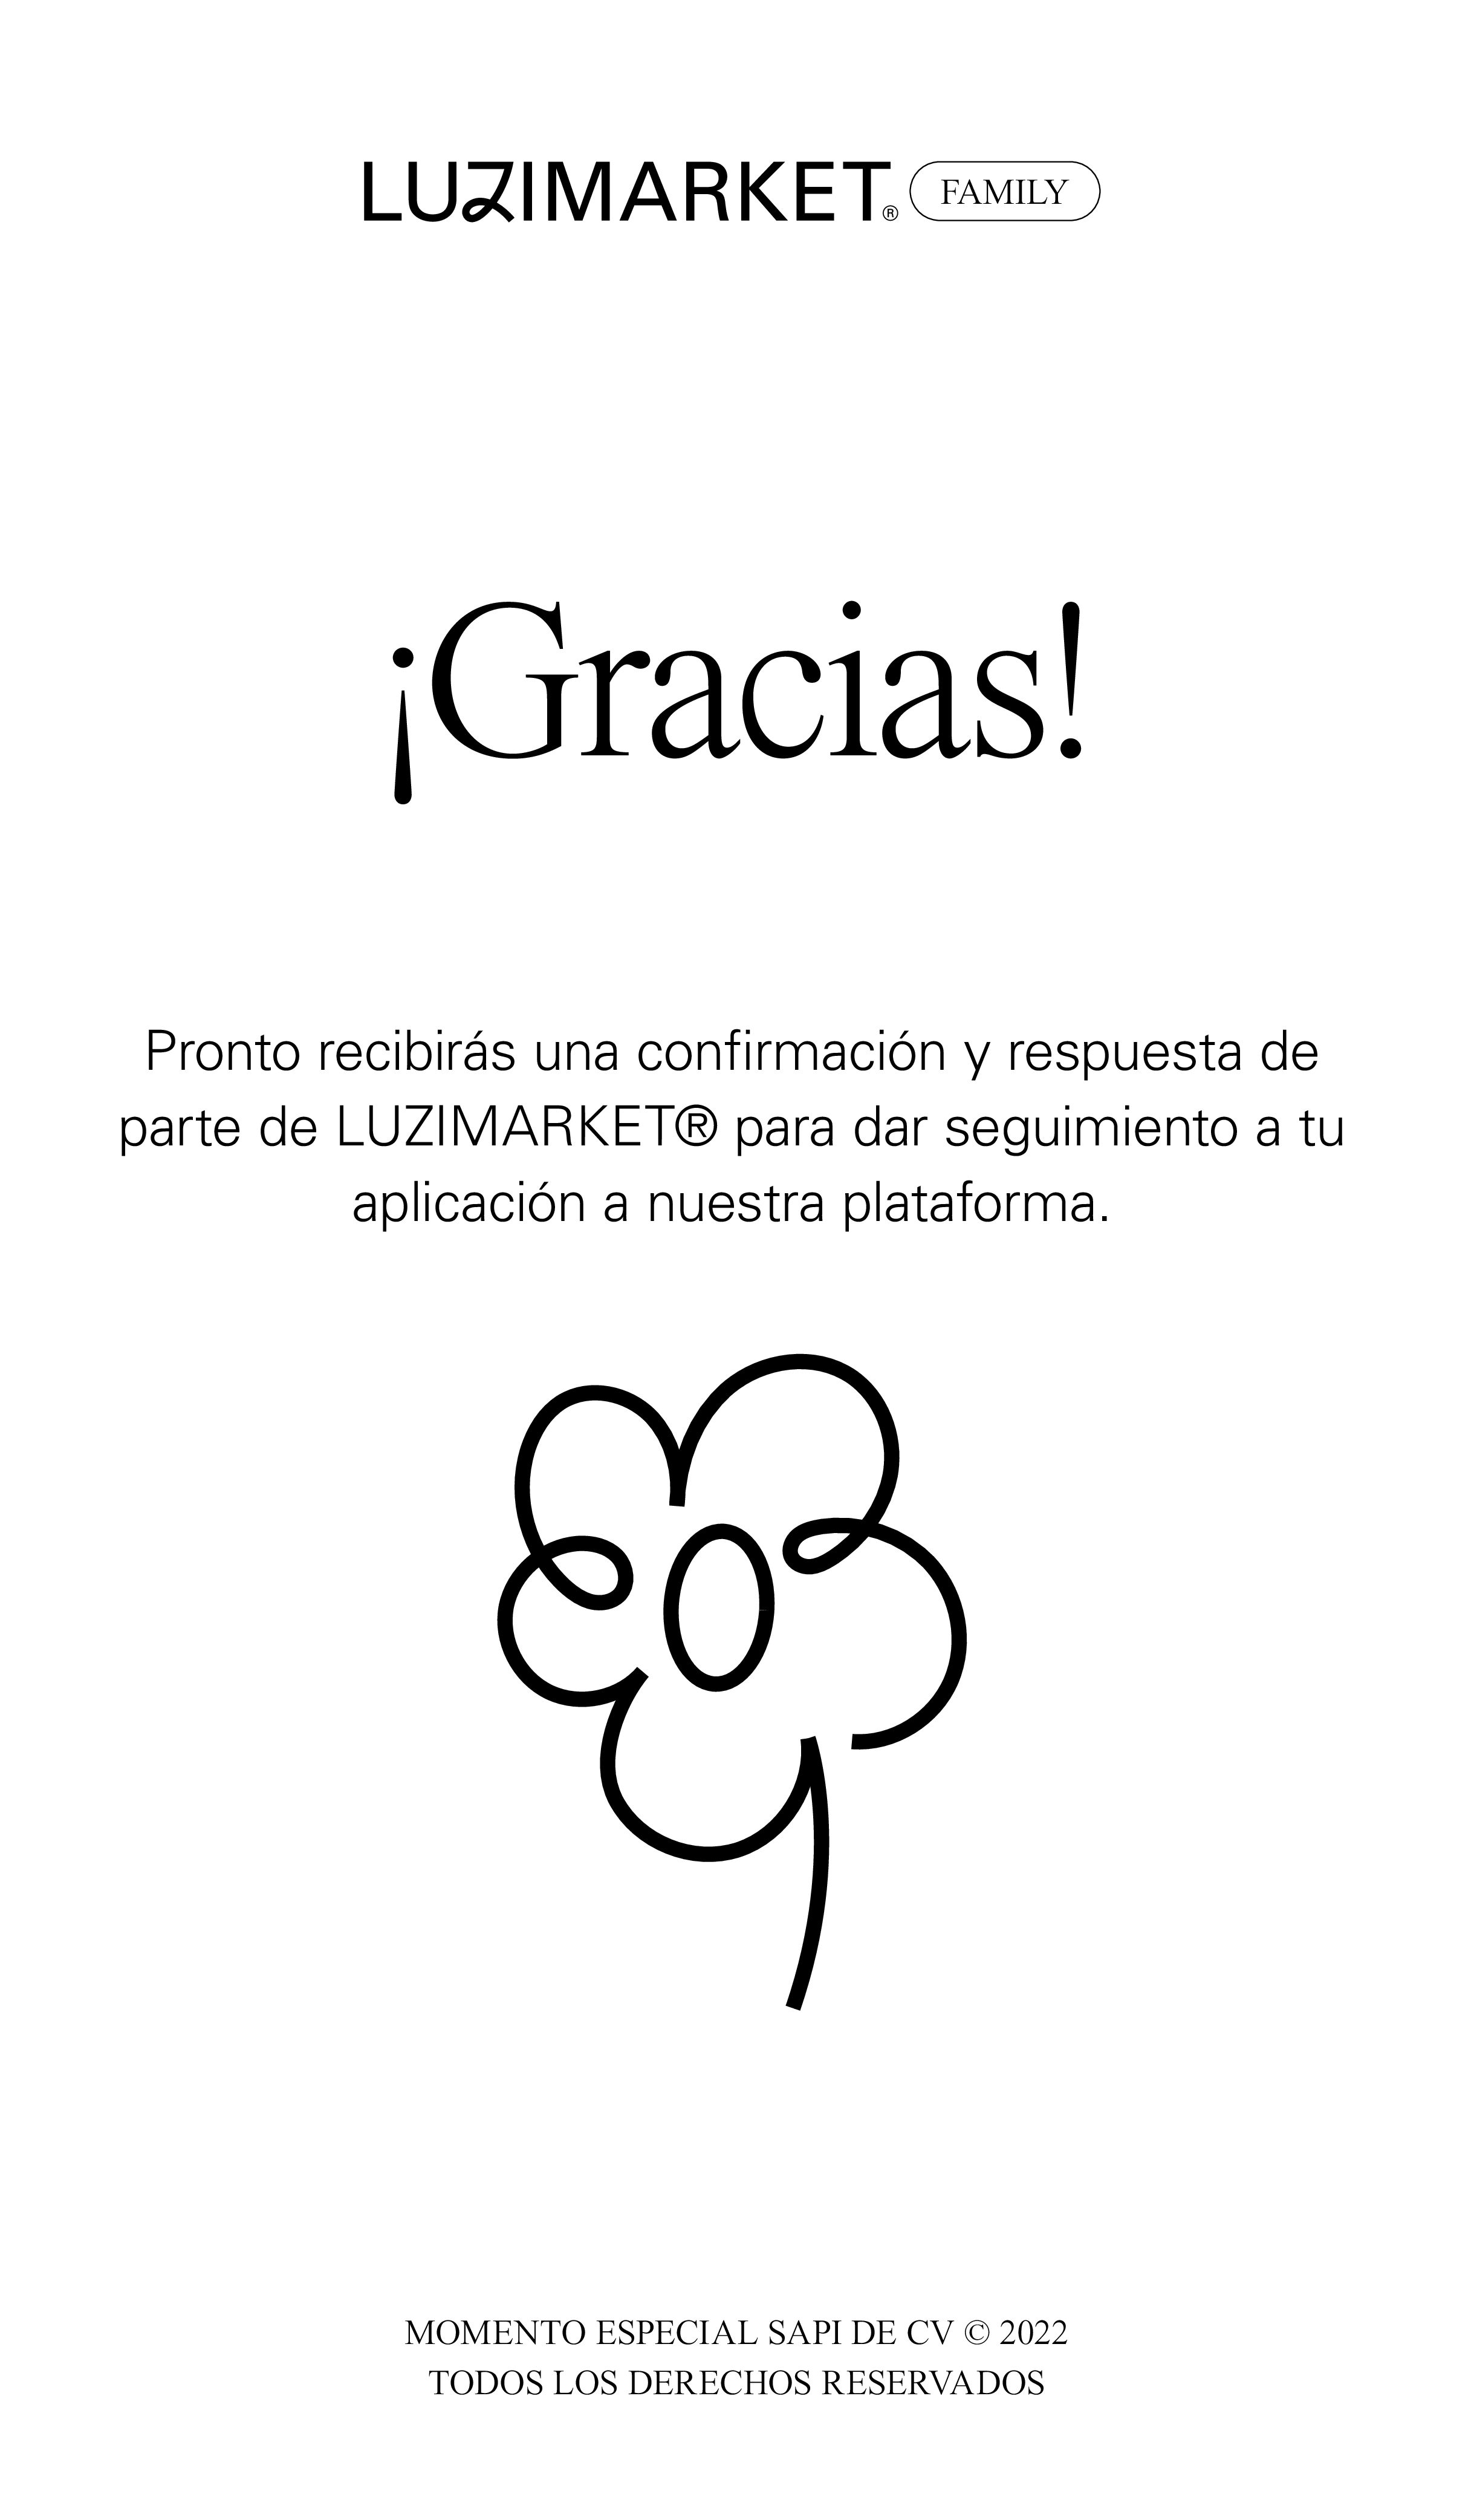 LUZIMARKET® FAMILY
¡Gracias!
Pronto recibirás una confirmación y respuesta de
parte de LUZIMARKET® para dar seguimiento a tu
aplicación a nuestra plataforma.
MOMENTO ESPECIAL SAPI DE CV © 2022
TODOS LOS DERECHOS RESERVADOS